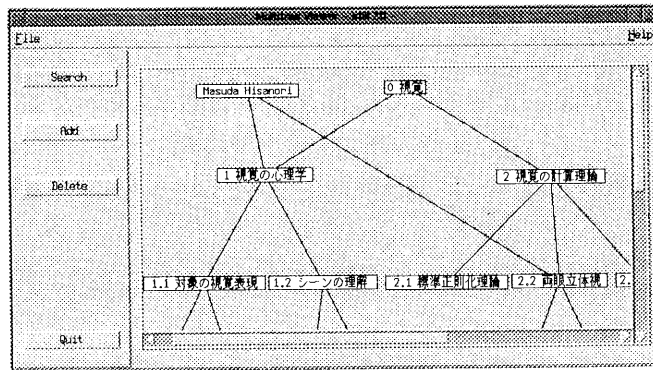 File
Help
Search
Add
Delete
Quit
Masuda Hisanori
0 視覚
1 視覚の心理学
2 視覚の計算理論
1.1 対象の視覚表現
1.2 シーンの理解
2.1 標準正則化理論
2.2 両眼立体視
2.